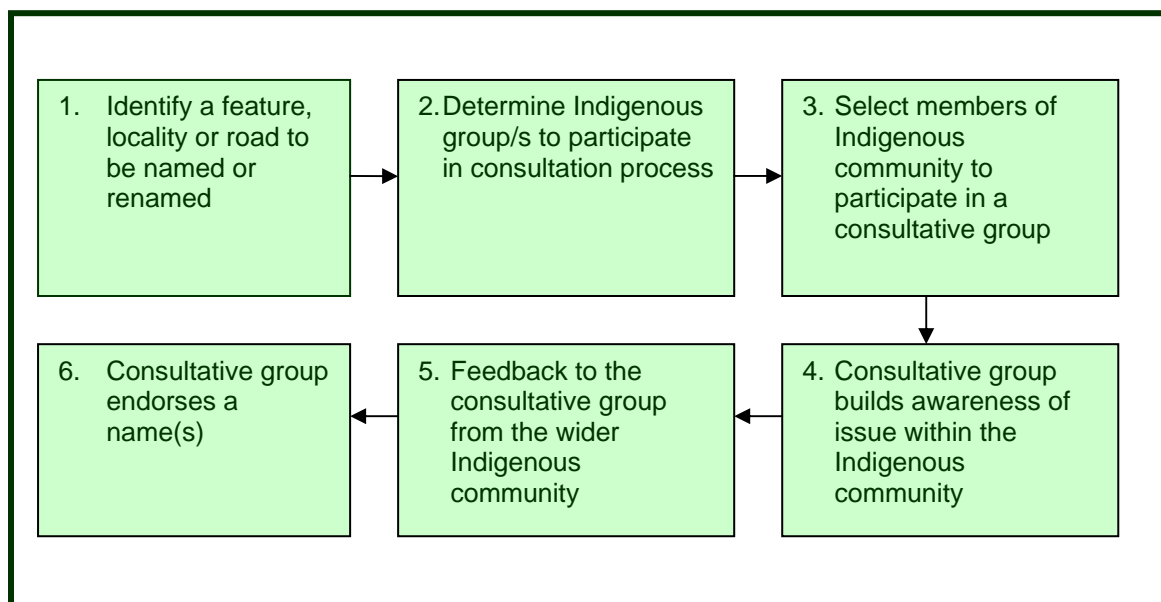 1. Identify a feature,
locality or road to
be named or
renamed
2.Determine Indigenous
group/s to participate
in consultation process
3. Select members of
Indigenous
community to
participate in a
consultative group
4. Consultative group
builds awareness of
issue within the
Indigenous
community
5. Feedback to the
consultative group
from the wider
Indigenous
community
6. Consultative group
endorses a
name(s)